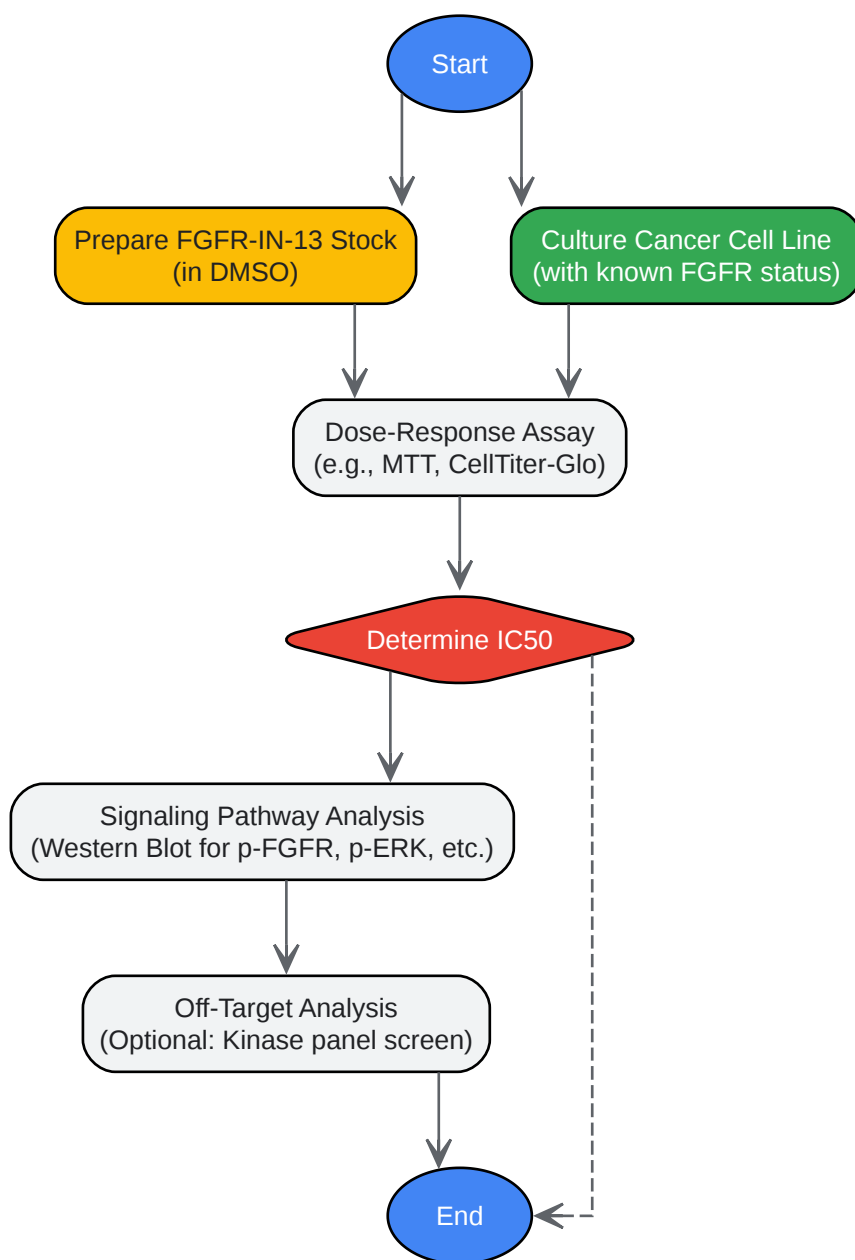 Start
Prepare FGFR-IN-13 Stock
(in DMSO)
Culture Cancer Cell Line
(with known FGFR status)
Dose-Response Assay
(e.g., MTT, CellTiter-Glo)
Determine IC50
Signaling Pathway Analysis
(Western Blot for p-FGFR, p-ERK, etc.)
Off-Target Analysis
(Optional: Kinase panel screen)
End